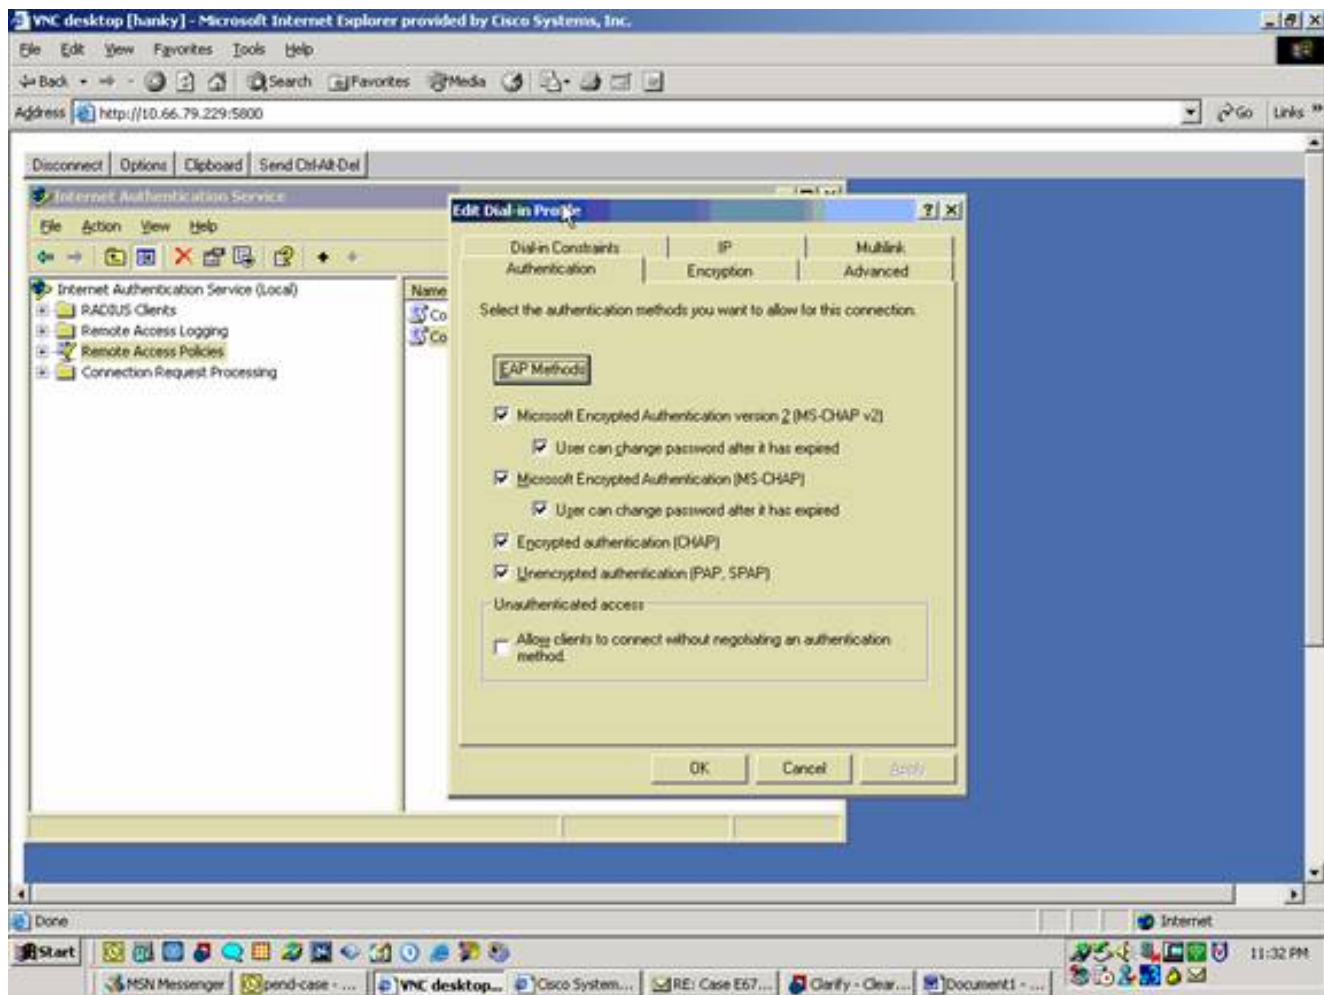 VNC desktop [hanky] - Microsoft Internet Explorer provided by Cisco Systems, Inc.
File Edit View Favorites Tools Help
Back Search Favorites Media
Address http://10.66.79.229:5800 Go Links
Disconnect Options Clipboard Send Ctrl-Alt-Del
Internet Authentication Service
File Action View Help
Internet Authentication Service (Local)
RADIUS Clients
Remote Access Logging
Remote Access Policies
Connection Request Processing
Name
Co
Co
Edit Dial-in Profile
Dial-in Constraints IP Multilink
Authentication Encryption Advanced
Select the authentication methods you want to allow for this connection.
EAP Methods
Microsoft Encrypted Authentication version 2 (MS-CHAP v2)
User can change password after it has expired
Microsoft Encrypted Authentication (MS-CHAP)
User can change password after it has expired
Encrypted authentication (CHAP)
Unencrypted authentication (PAP, SPAP)
Unauthenticated access
Allow clients to connect without negotiating an authentication
method.
OK Cancel Apply
Done Internet
Start 11:32 PM
MSN Messenger pend-case - ... VNC desktop... Cisco System... RE: Case E67... Clarify - Clear... Document1 - ...